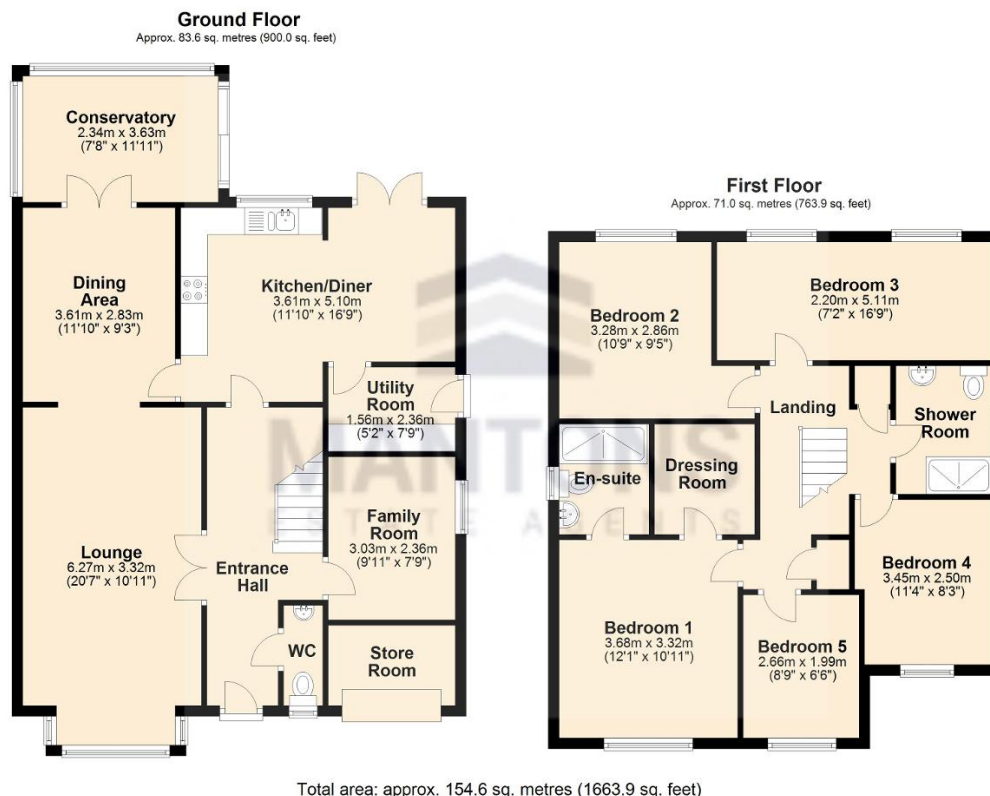 Ground Floor
Approx. 83.6 sq. metres (900.0 sq. feet)
Conservatory
2.34m x 3.63m
(7'8" x 11'11")
Dining
Area
3.61m x 2.83m
(11'10" x 9'3")
Kitchen/Diner
3.61m x 5.10m
(11'10" x 16'9")
Utility
Room
1.56m x 2.36m
(5'2" x 7'9")
Lounge
6.27m x 3.32m
(20'7" x 10'11")
Entrance
Hall
Family
Room
3.03m x 2.36m
(9'11" x 7'9")
WC
Store
Room
First Floor
Approx. 71.0 sq. metres (763.9 sq. feet)
Bedroom 2
3.28m x 2.86m
(10'9" x 9'5")
Bedroom 3
2.20m x 5.11m
(7'2" x 16'9")
Landing
Shower
Room
En-suite
Dressing
Room
Bedroom 4
3.45m x 2.50m
(11'4" x 8'3")
Bedroom 1
3.68m x 3.32m
(12'1" x 10'11")
Bedroom 5
2.66m x 1.99m
(8'9" x 6'6")
MANTONS
ESTATE AGENTS
Total area: approx. 154.6 sq. metres (1663.9 sq. feet)